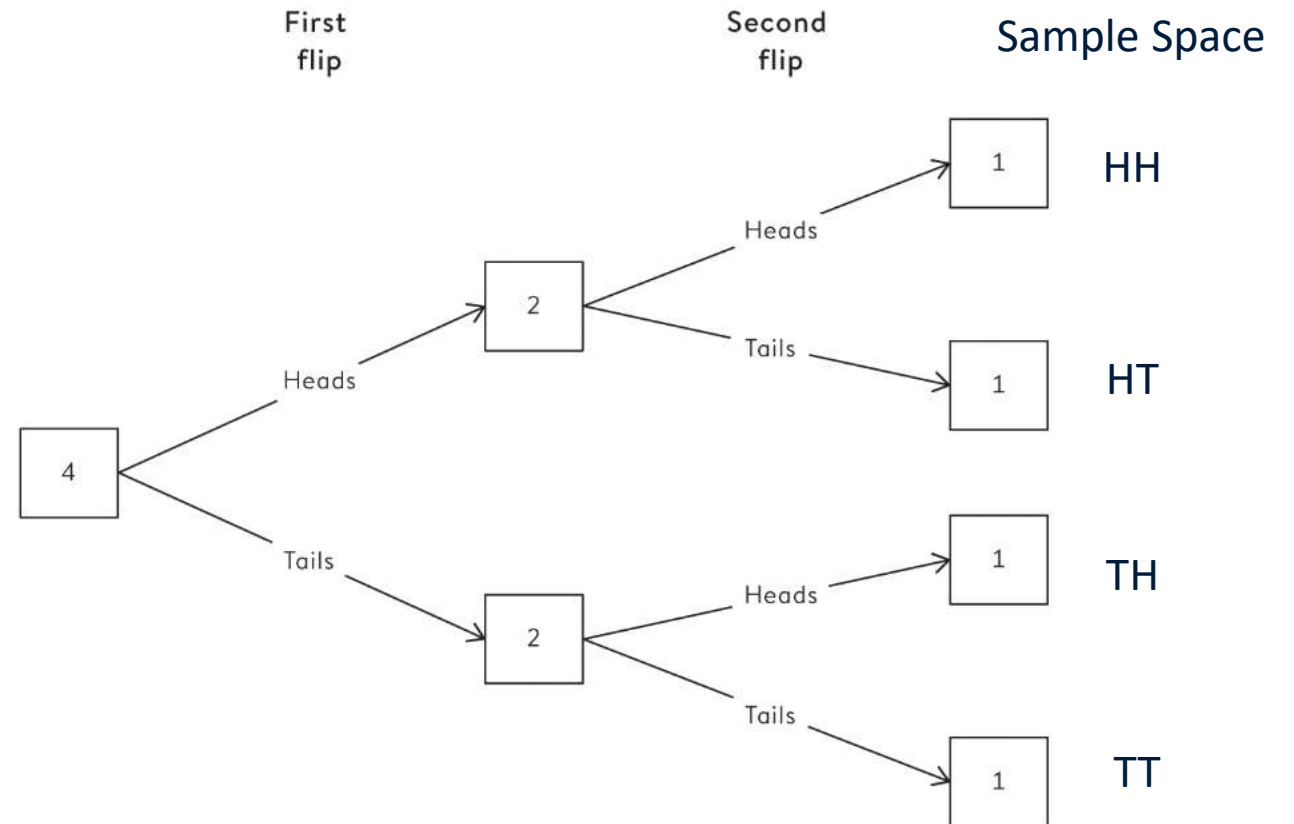 First
flip
Second
flip
Sample Space
1
HH
Heads
2
Tails
1
HT
Heads
4
Tails
1
TH
Heads
2
Tails
1
TT